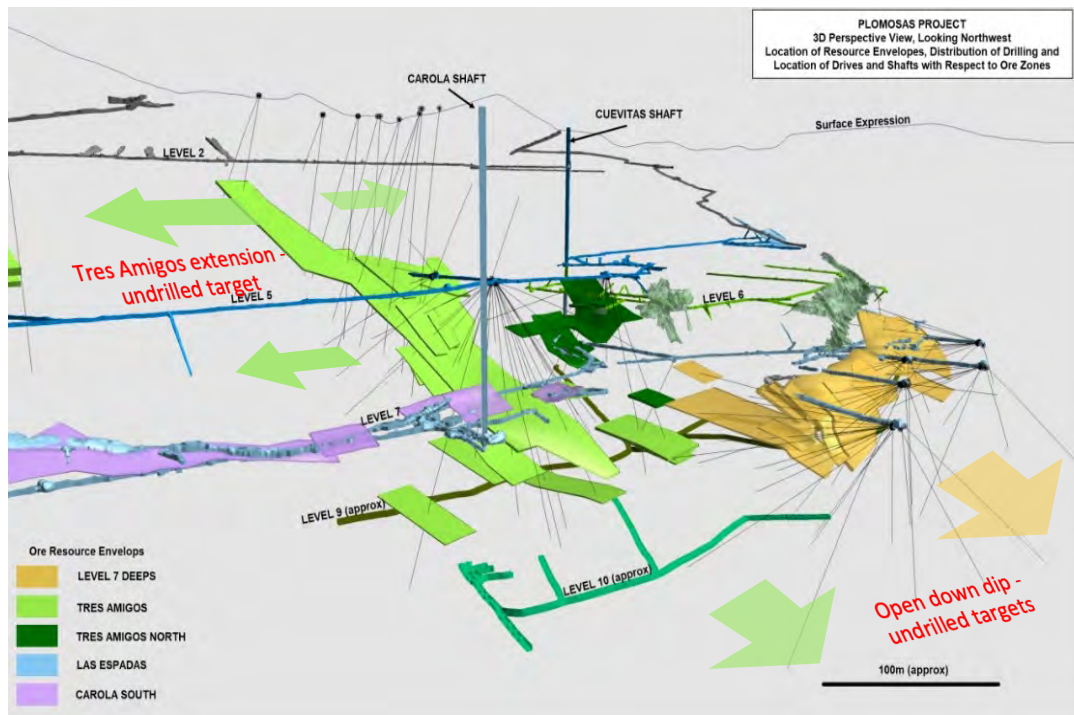 PLOMOSAS PROJECT
3D Perspective View, Looking Northwest
Location of Resource Envelopes, Distribution of Drilling and
Location of Drives and Shafts with Respect to Ore Zones
CAROLA SHAFT
CUEVITAS SHAFT
Surface Expression
LEVEL 2
Tres Amigos extension -
undrilled target
LEVEL 5
LEVEL 6
LEVEL 7
LEVEL 9 (approx)
LEVEL 10 (approx)
Open down dip -
undrilled targets
100m (approx)
Ore Resource Envelops
LEVEL 7 DEEPS
TRES AMIGOS
TRES AMIGOS NORTH
LAS ESPADAS
CAROLA SOUTH